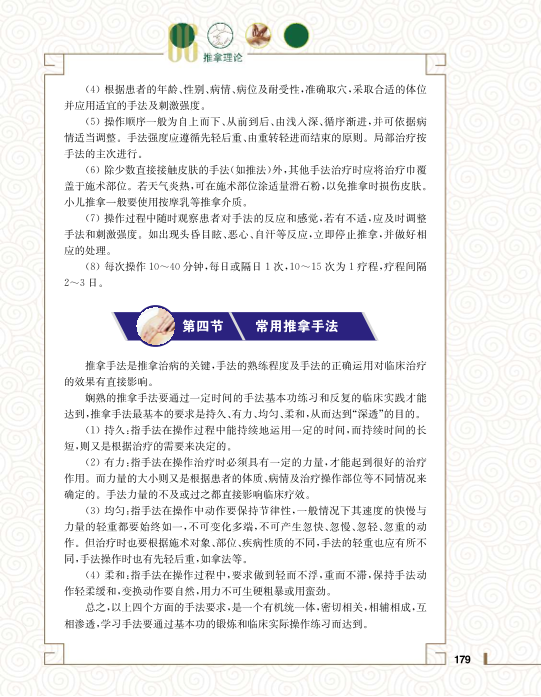 06
推拿理论
（4）根据患者的年龄、性别、病情、病位及耐受性，准确取穴，采取合适的体位
并应用适宜的手法及刺激强度。
（5）操作顺序一般为自上而下、从前到后、由浅入深、循序渐进，并可依据病
情适当调整。手法强度应遵循先轻后重、由重转轻进而结束的原则。局部治疗按
手法的主次进行。
（6）除少数直接接触皮肤的手法（如推法）外，其他手法治疗时应将治疗巾覆
盖于施术部位。若天气炎热，可在施术部位涂适量滑石粉，以免推拿时损伤皮肤。
小儿推拿一般要使用按摩乳等推拿介质。
（7）操作过程中随时观察患者对手法的反应和感觉，若有不适，应及时调整
手法和刺激强度。如出现头昏目眩、恶心、自汗等反应，立即停止推拿，并做好相
应的处理。
（8）每次操作 10～40 分钟，每日或隔日 1 次，10～15 次为 1 疗程，疗程间隔
2～3 日。
第四节 常用推拿手法
推拿手法是推拿治病的关键，手法的熟练程度及手法的正确运用对临床治疗
的效果有直接影响。
娴熟的推拿手法要通过一定时间的手法基本功练习和反复的临床实践才能
达到，推拿手法最基本的要求是持久、有力、均匀、柔和，从而达到“深透”的目的。
（1）持久：指手法在操作过程中能持续地运用一定的时间，而持续时间的长
短，则又是根据治疗的需要来决定的。
（2）有力：指手法在操作治疗时必须具有一定的力量，才能起到很好的治疗
作用。而力量的大小则又是根据患者的体质、病情及治疗操作部位等不同情况来
确定的。手法力量的不及或过之都直接影响临床疗效。
（3）均匀：指手法在操作中动作要保持节律性，一般情况下其速度的快慢与
力量的轻重都要始终如一，不可变化多端，不可产生忽快、忽慢、忽轻、忽重的动
作。但治疗时也要根据施术对象、部位、疾病性质的不同，手法的轻重也应有所不
同，手法操作时也有先轻后重，如拿法等。
（4）柔和：指手法在操作过程中，要求做到轻而不浮，重而不滞，保持手法动
作轻柔缓和，变换动作要自然，用力不可生硬粗暴或用蛮劲。
总之，以上四个方面的手法要求，是一个有机统一体，密切相关，相辅相成，互
相渗透，学习手法要通过基本功的锻炼和临床实际操作练习而达到。
179